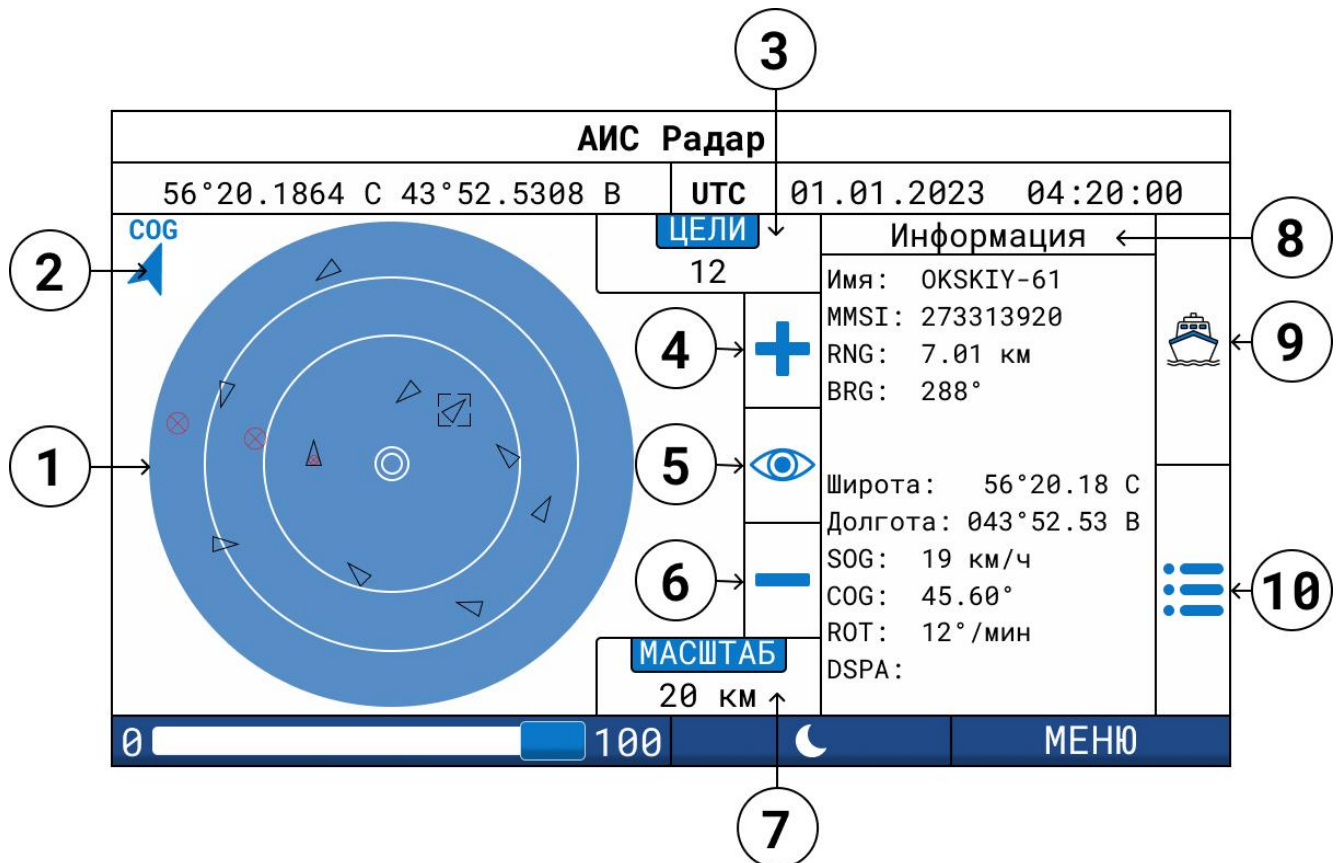 3
АИС Радар
56°20.1864 С 43°52.5308 В UTC 01.01.2023 04:20:00
COG
2
ЦЕЛИ
12
Информация
8
Имя: OKSKIY-61
MMSI: 273313920
RNG: 7.01 км
BRG: 288°
4
9
1
5
Широта: 56°20.18 С
Долгота: 043°52.53 В
SOG: 19 км/ч
COG: 45.60°
ROT: 12°/мин
DSPA:
6
10
МАСШТАБ
20 км
0 100 МЕНЮ
7